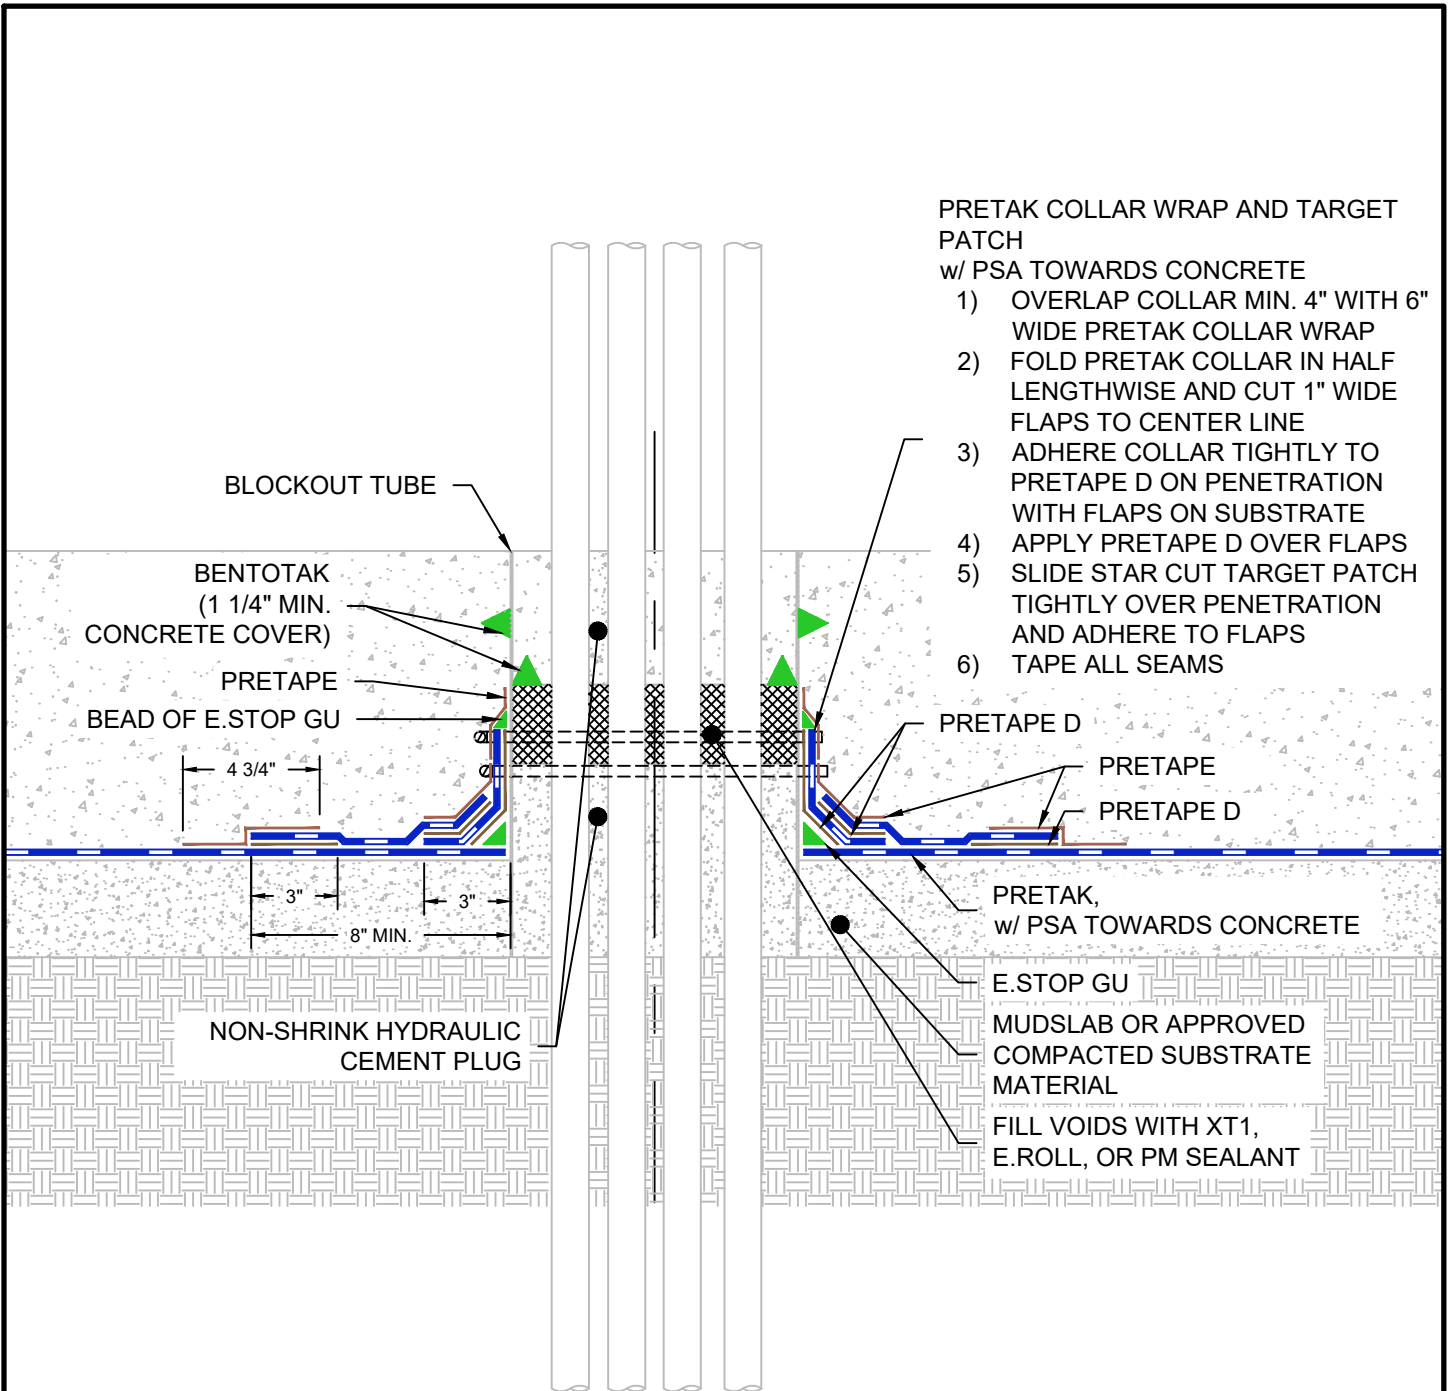 PRETAK COLLAR WRAP AND TARGET
PATCH
w/ PSA TOWARDS CONCRETE
1) OVERLAP COLLAR MIN. 4" WITH 6"
WIDE PRETAK COLLAR WRAP
2) FOLD PRETAK COLLAR IN HALF
LENGTHWISE AND CUT 1" WIDE
FLAPS TO CENTER LINE
3) ADHERE COLLAR TIGHTLY TO
PRETAPE D ON PENETRATION
WITH FLAPS ON SUBSTRATE
4) APPLY PRETAPE D OVER FLAPS
5) SLIDE STAR CUT TARGET PATCH
TIGHTLY OVER PENETRATION
AND ADHERE TO FLAPS
6) TAPE ALL SEAMS
BLOCKOUT TUBE
BENTOTAK
(1 1/4" MIN.
CONCRETE COVER)
PRETAPE
BEAD OF E.STOP GU
4 3/4"
3"
3"
8" MIN.
NON-SHRINK HYDRAULIC
CEMENT PLUG
PRETAPE D
PRETAPE
PRETAPE D
PRETAK,
w/ PSA TOWARDS CONCRETE
E.STOP GU
MUDSLAB OR APPROVED
COMPACTED SUBSTRATE
MATERIAL
FILL VOIDS WITH XT1,
E.ROLL, OR PM SEALANT